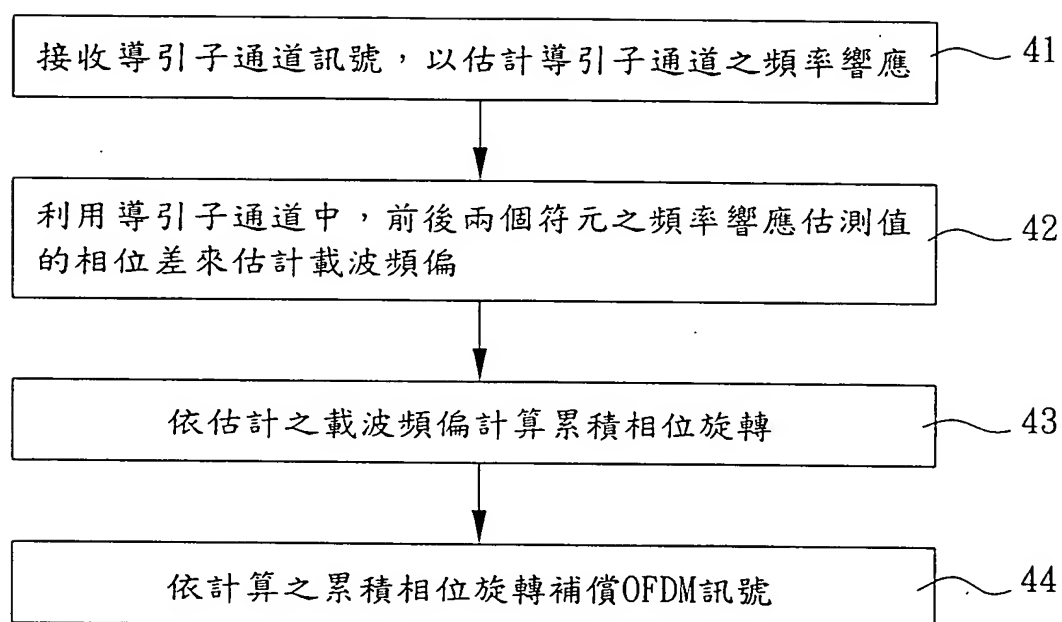 接收導引子通道訊號，以估計導引子通道之頻率響應
41
利用導引子通道中，前後兩個符元之頻率響應估測值
的相位差來估計載波頻偏
42
依估計之載波頻偏計算累積相位旋轉
43
依計算之累積相位旋轉補償OFDM訊號
44